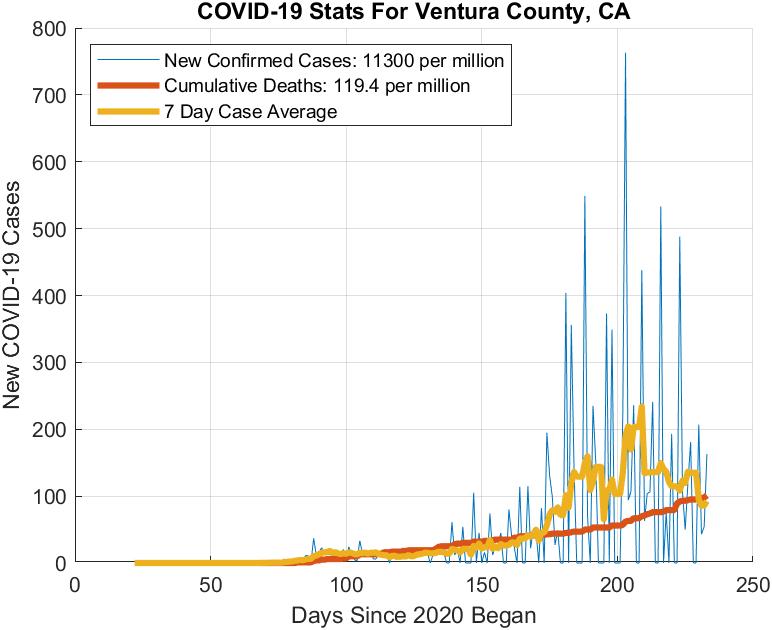 COVID-19 Stats For Ventura County, CA
New Confirmed Cases: 11300 per million
Cumulative Deaths: 119.4 per million
7 Day Case Average
New COVID-19 Cases
800
700
600
500
400
300
200
100
0
0 50 100 150 200 250
Days Since 2020 Began